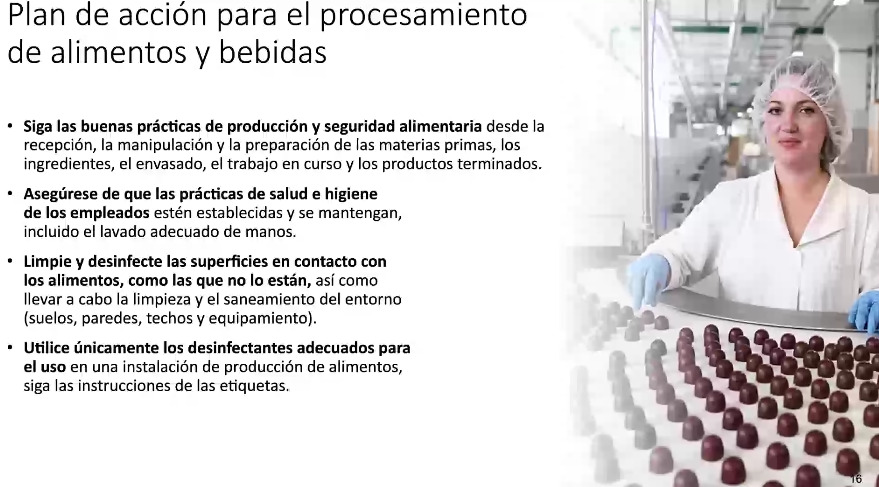 Plan de acción para el procesamiento
de alimentos y bebidas
• Siga las buenas prácticas de producción y seguridad alimentaria desde la
recepción, la manipulación y la preparación de las materias primas, los
ingredientes, el envasado, el trabajo en curso y los productos terminados.
• Asegúrese de que las prácticas de salud e higiene
de los empleados estén establecidas y se mantengan,
incluido el lavado adecuado de manos.
• Limpie y desinfecte las superficies en contacto con
los alimentos, como las que no lo están, así como
llevar a cabo la limpieza y el saneamiento del entorno
(suelos, paredes, techos y equipamiento).
• Utilice únicamente los desinfectantes adecuados para
el uso en una instalación de producción de alimentos,
siga las instrucciones de las etiquetas.
16